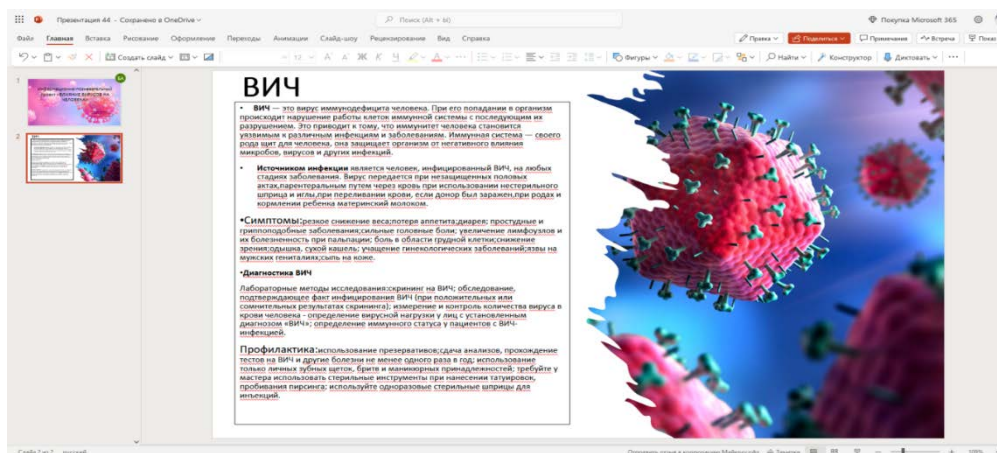 Презентация 44 - Сохранено в OneDrive
Поиск (Alt + Ы)
Покупка Microsoft 365
Файл Главная Вставка Рисование Оформление Переходы Анимации Слайд-шоу Рецензирование Вид Справка
Правка Поделиться Примечания Встреча Показ
Создать слайд
12 Ж К Ч
Фигуры
Найти Конструктор Диктовать
1
2
ВИЧ
• ВИЧ — это вирус иммунодефицита человека. При его попадании в организм
происходит нарушение работы клеток иммунной системы с последующим их
разрушением. Это приводит к тому, что иммунитет человека становится
уязвимым к различным инфекциям и заболеваниям. Иммунная система — своего
рода щит для человека, она защищает организм от негативного влияния
микробов, вирусов и других инфекций.
• Источником инфекции является человек, инфицированный ВИЧ, на любых
стадиях заболевания. Вирус передается при незащищенных половых
актах,парентеральным путем через кровь при использовании нестерильного
шприца и иглы,при переливании крови, если донор был заражен,при родах и
кормлении ребенка материнский молоком.
•Симптомы:резкое снижение веса;потеря аппетита;диарея; простудные и
гриппоподобные заболевания;сильные головные боли; увеличение лимфоузлов и
их болезненность при пальпации; боль в области грудной клетки;снижение
зрения;одышка, сухой кашель; учащение гинекологических заболеваний;язвы на
мужских гениталиях;сыпь на коже.
•Диагностика ВИЧ
Лабораторные методы исследования:скрининг на ВИЧ; обследование,
подтверждающее факт инфицирования ВИЧ (при положительных или
сомнительных результатах скрининга); измерение и контроль количества вируса в
крови человека - определение вирусной нагрузки у лиц с установленным
диагнозом «ВИЧ»; определение иммунного статуса у пациентов с ВИЧ-
инфекцией.
Профилактика:использование презервативов;сдача анализов, прохождение
тестов на ВИЧ и другие болезни не менее одного раза в год; использование
только личных зубных щеток, бритв и маникюрных принадлежностей; требуйте у
мастера использовать стерильные инструменты при нанесении татуировок,
пробивания пирсинга; используйте одноразовые стерильные шприцы для
инъекций.